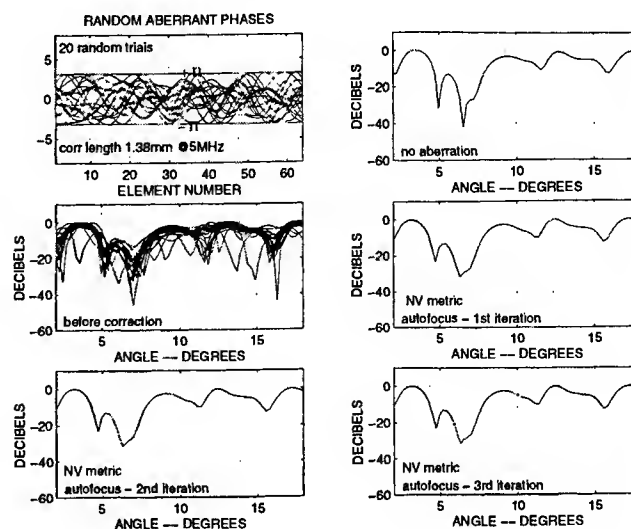 RANDOM ABERRANT PHASES
20 random trials
5
0
-5
corr length 1.38mm @5MHz
10 20 30 40 50 60
ELEMENT NUMBER
DECIBELS
0
-20
-40
-60
no aberration
5 10 15
ANGLE -- DEGREES
DECIBELS
0
-20
-40
-60
before correction
5 10 15
ANGLE -- DEGREES
DECIBELS
0
-20
-40
-60
NV metric
autofocus - 1st iteration
5 10 15
ANGLE -- DEGREES
DECIBELS
0
-20
-40
-60
NV metric
autofocus - 2nd iteration
5 10 15
ANGLE -- DEGREES
DECIBELS
0
-20
-40
-60
NV metric
autofocus - 3rd iteration
5 10 15
ANGLE -- DEGREES